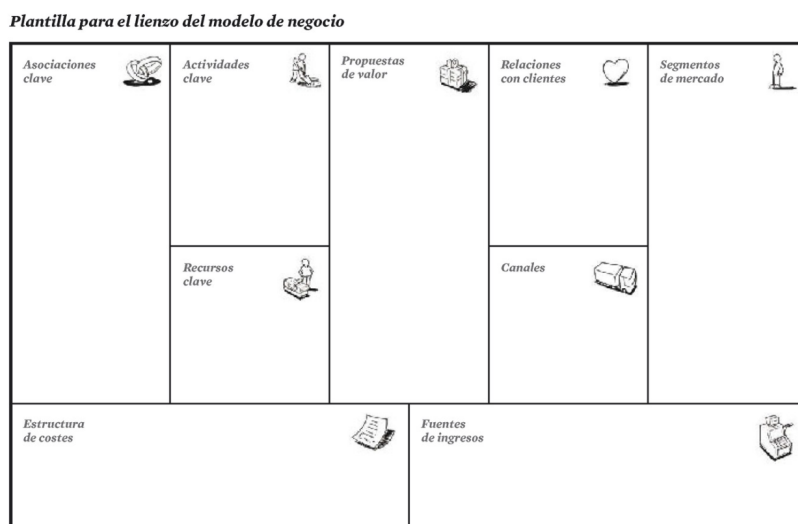 Plantilla para el lienzo del modelo de negocio
Asociaciones
clave
Actividades
clave
Propuestas
de valor
Relaciones
con clientes
Segmentos
de mercado
Recursos
clave
Canales
Estructura
de costes
Fuentes
de ingresos